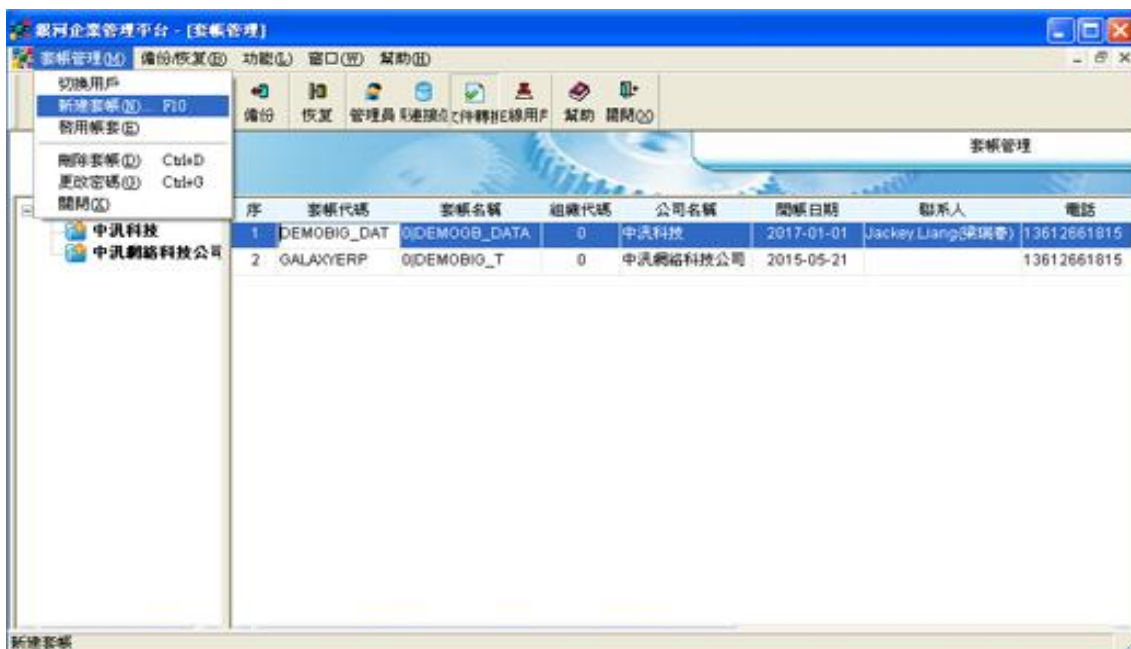 銀河企業管理平台 - [套帳管理]
套帳管理(M) 備份/恢复(B) 功能(L) 窗口(W) 幫助(H)
切換用戶
新建套帳(N)... F10
啓用帳套(E)
刪除套帳(D) Ctrl+D
更改密碼(O) Ctrl+G
關閉(X)
備份 恢复 管理員 連接 件轉 線用 幫助 關閉(X)
套帳管理
中汎科技
中汎網絡科技公司
序 套帳代碼 套帳名稱 組織代碼 公司名稱 開帳日期 聯系人 電話
1 DEMOBIG_DAT 0|DEMOGB_DATA 0 中汎科技 2017-01-01 Jackey.Liang(梁瑞春) 13612661815
2 GALAXYERP 0|DEMOBIG_T 0 中汎網絡科技公司 2015-05-21 13612661815
新建套帳